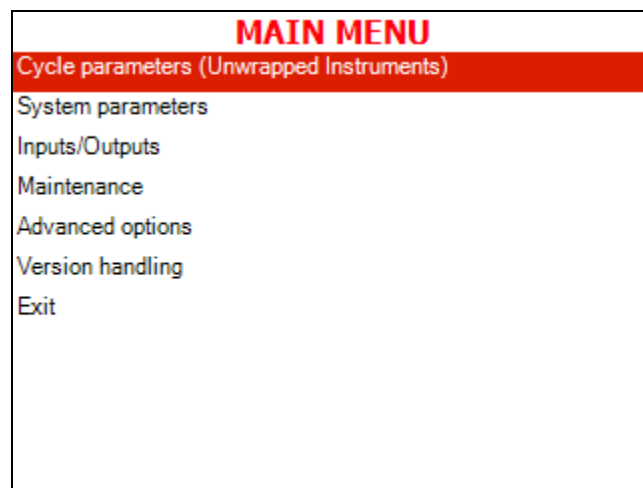 MAIN MENU
Cycle parameters (Unwrapped Instruments)
System parameters
Inputs/Outputs
Maintenance
Advanced options
Version handling
Exit